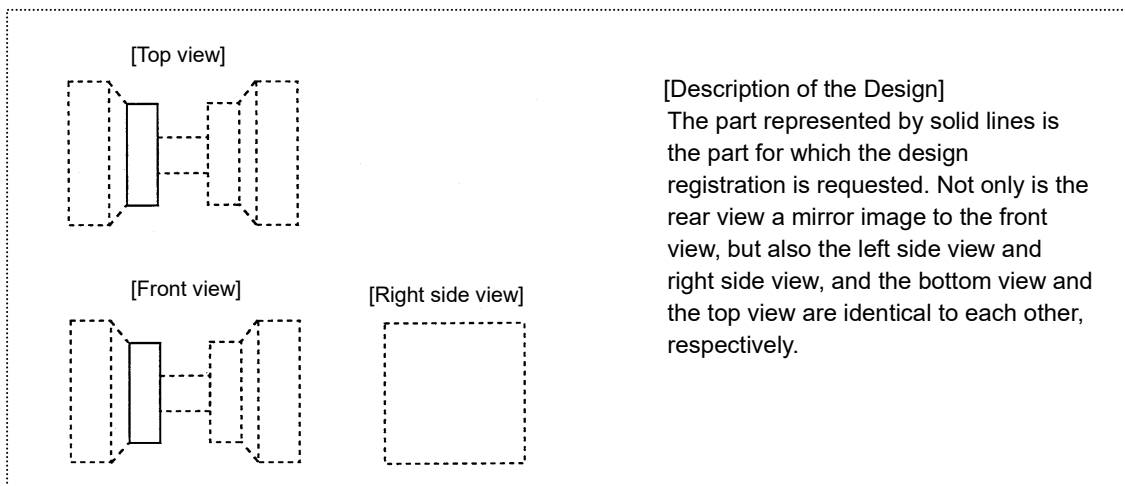 [Top view]
[Description of the Design]
The part represented by solid lines is
the part for which the design
registration is requested. Not only is the
rear view a mirror image to the front
view, but also the left side view and
right side view, and the bottom view and
the top view are identical to each other,
respectively.
[Front view]
[Right side view]